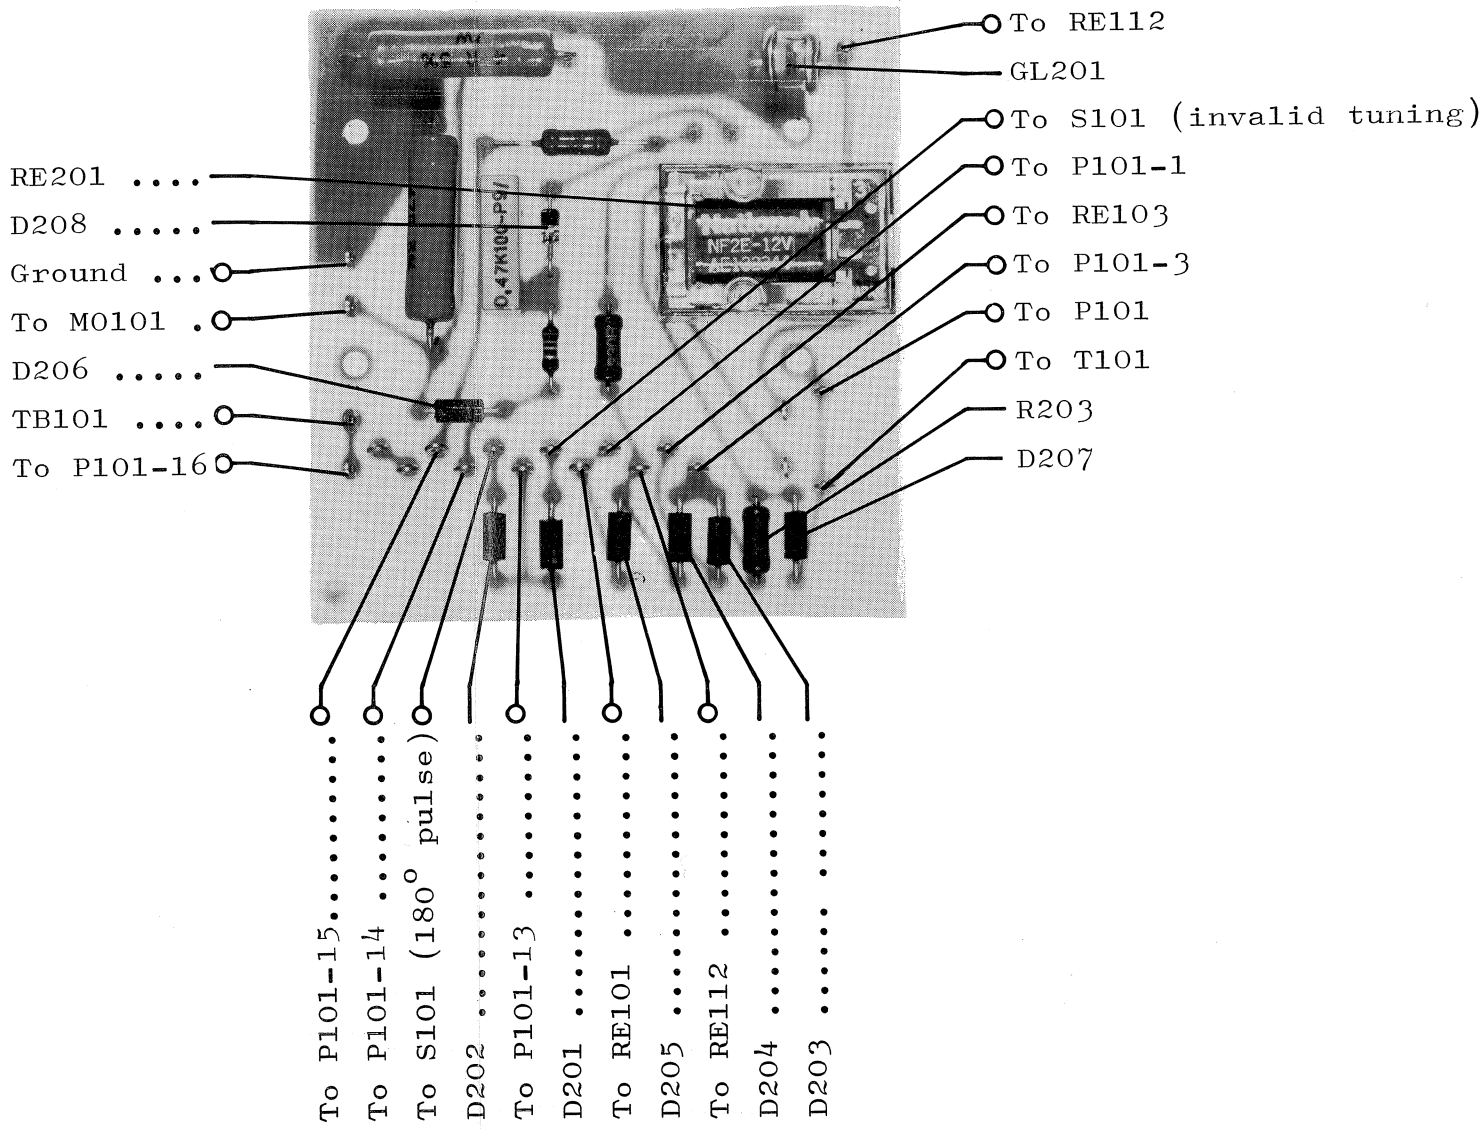 To RE112
GL201
To S101 (invalid tuning)
To P101-1
To RE103
To P101-3
To P101
To T101
R203
D207
RE201 ....
D208 .....
Ground ...
To MO101 .
D206 .....
TB101 ....
To P101-16
0.47K100-P9/
National
NF2E-12V
To P101-15
To P101-14
To S101 (180° pulse)
D202
To P101-13
D201
To RE101
D205
To RE112
D204
D203